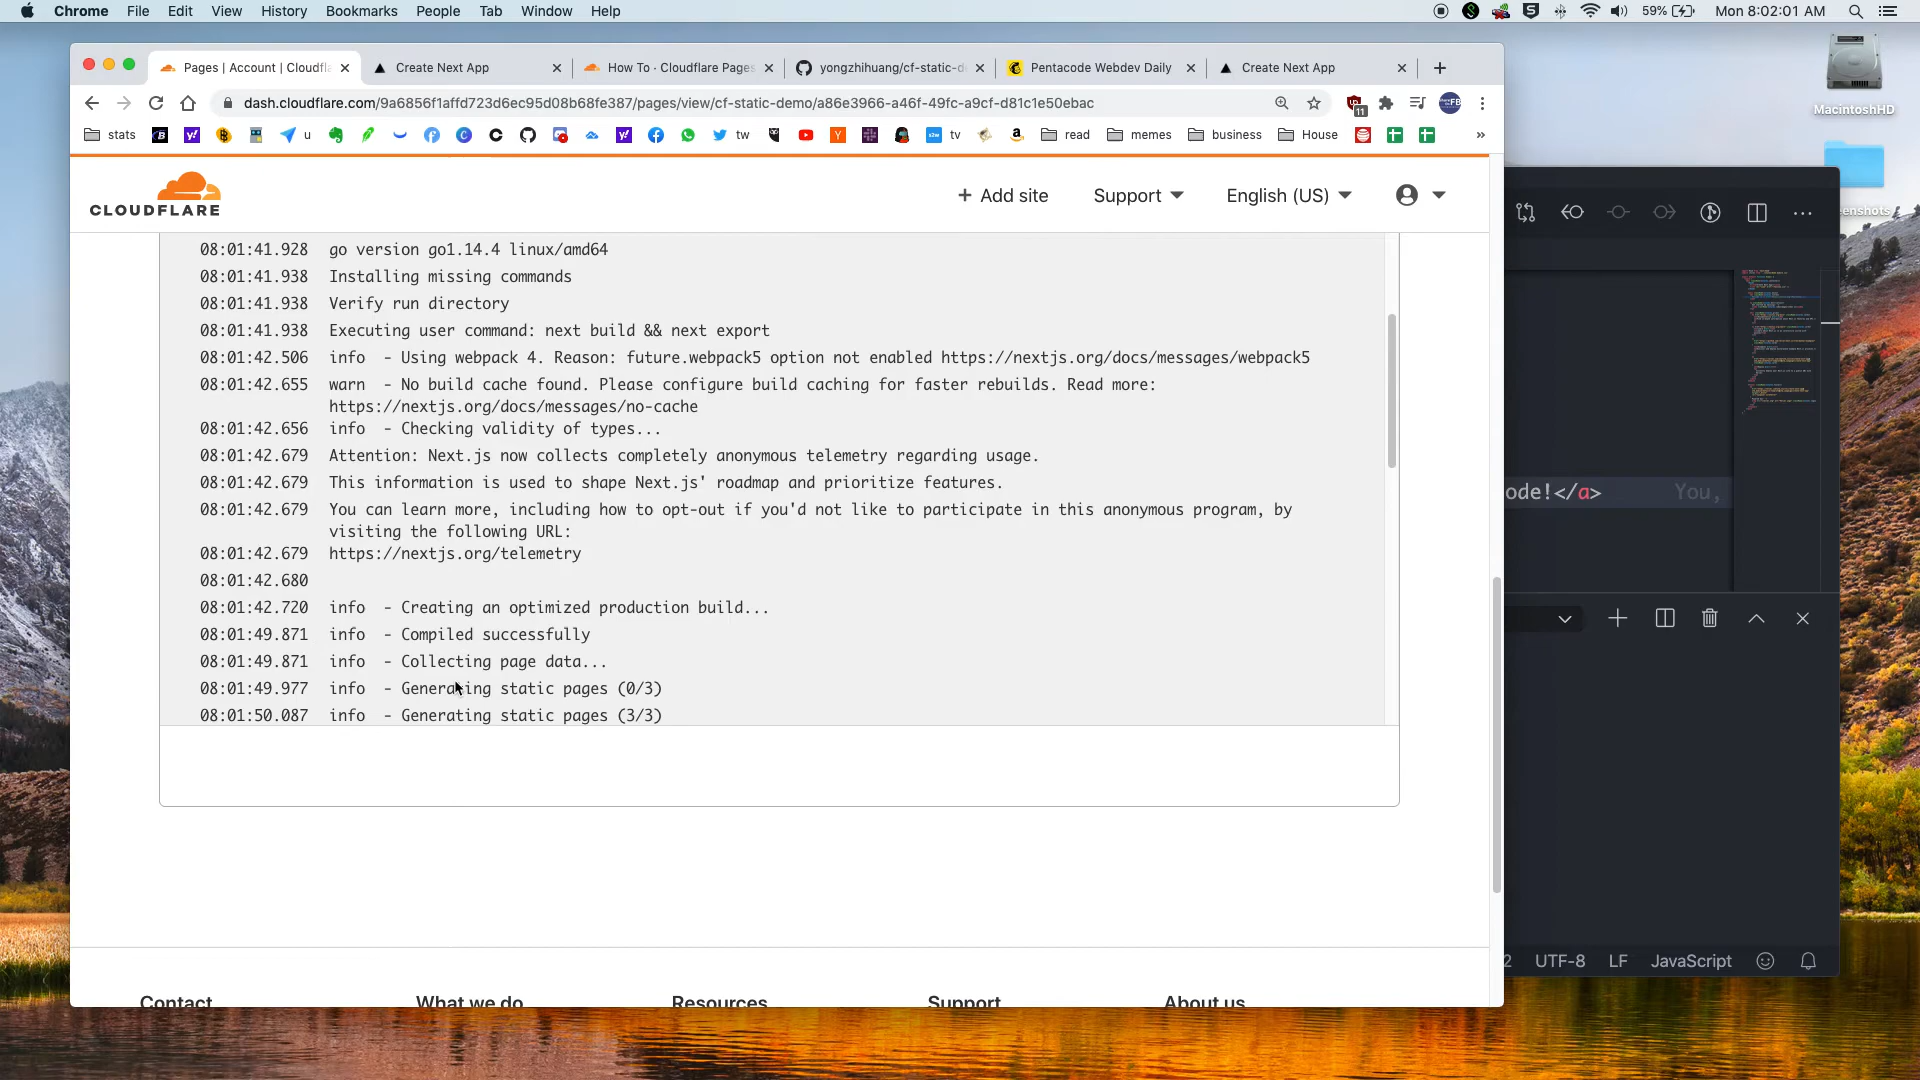 Chrome File Edit View History Bookmarks People Tab Window Help
59% Mon 8:02:01 AM
Pages | Account | Cloudfla
Create Next App
How To · Cloudflare Pages
yongzhihuang/cf-static-de
Pentacode Webdev Daily
Create Next App
MacintoshHD
dash.cloudflare.com/9a6856f1affd723d6ec95d08b68fe387/pages/view/cf-static-demo/a86e3966-a46f-49fc-a9cf-d81c1e50ebac
11
stats u tw tv read memes business House »
CLOUDFLARE
+ Add site Support English (US)
eenshots
08:01:41.928 go version go1.14.4 linux/amd64
08:01:41.938 Installing missing commands
08:01:41.938 Verify run directory
08:01:41.938 Executing user command: next build && next export
08:01:42.506 info - Using webpack 4. Reason: future.webpack5 option not enabled https://nextjs.org/docs/messages/webpack5
08:01:42.655 warn - No build cache found. Please configure build caching for faster rebuilds. Read more:
https://nextjs.org/docs/messages/no-cache
08:01:42.656 info - Checking validity of types...
08:01:42.679 Attention: Next.js now collects completely anonymous telemetry regarding usage.
08:01:42.679 This information is used to shape Next.js' roadmap and prioritize features.
08:01:42.679 You can learn more, including how to opt-out if you'd not like to participate in this anonymous program, by
visiting the following URL:
08:01:42.679 https://nextjs.org/telemetry
08:01:42.680
08:01:42.720 info - Creating an optimized production build...
08:01:49.871 info - Compiled successfully
08:01:49.871 info - Collecting page data...
08:01:49.977 info - Generating static pages (0/3)
08:01:50.087 info - Generating static pages (3/3)
ode!</a> You,
2 UTF-8 LF JavaScript
Contact What we do Resources Support About us